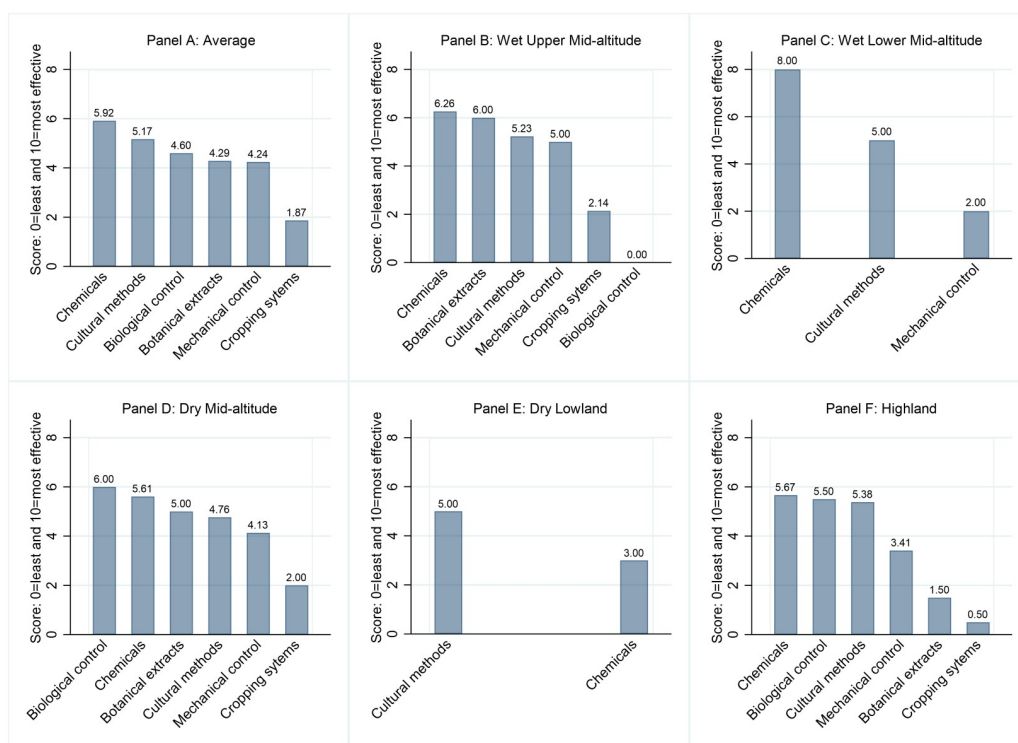 Panel A: Average
Score: 0=least and 10=most effective
8
6
4
2
0
5.92
5.17
4.60
4.29
4.24
1.87
Chemicals
Cultural methods
Biological control
Botanical extracts
Mechanical control
Cropping sytems
Panel B: Wet Upper Mid-altitude
Score: 0=least and 10=most effective
8
6
4
2
0
6.26
6.00
5.23
5.00
2.14
0.00
Chemicals
Botanical extracts
Cultural methods
Mechanical control
Cropping sytems
Biological control
Panel C: Wet Lower Mid-altitude
Score: 0=least and 10=most effective
8
6
4
2
0
8.00
5.00
2.00
Chemicals
Cultural methods
Mechanical control
Panel D: Dry Mid-altitude
Score: 0=least and 10=most effective
8
6
4
2
0
6.00
5.61
5.00
4.76
4.13
2.00
Biological control
Chemicals
Botanical extracts
Cultural methods
Mechanical control
Cropping sytems
Panel E: Dry Lowland
Score: 0=least and 10=most effective
8
6
4
2
0
5.00
3.00
Cultural methods
Chemicals
Panel F: Highland
Score: 0=least and 10=most effective
8
6
4
2
0
5.67
5.50
5.38
3.41
1.50
0.50
Chemicals
Biological control
Cultural methods
Mechanical control
Botanical extracts
Cropping sytems